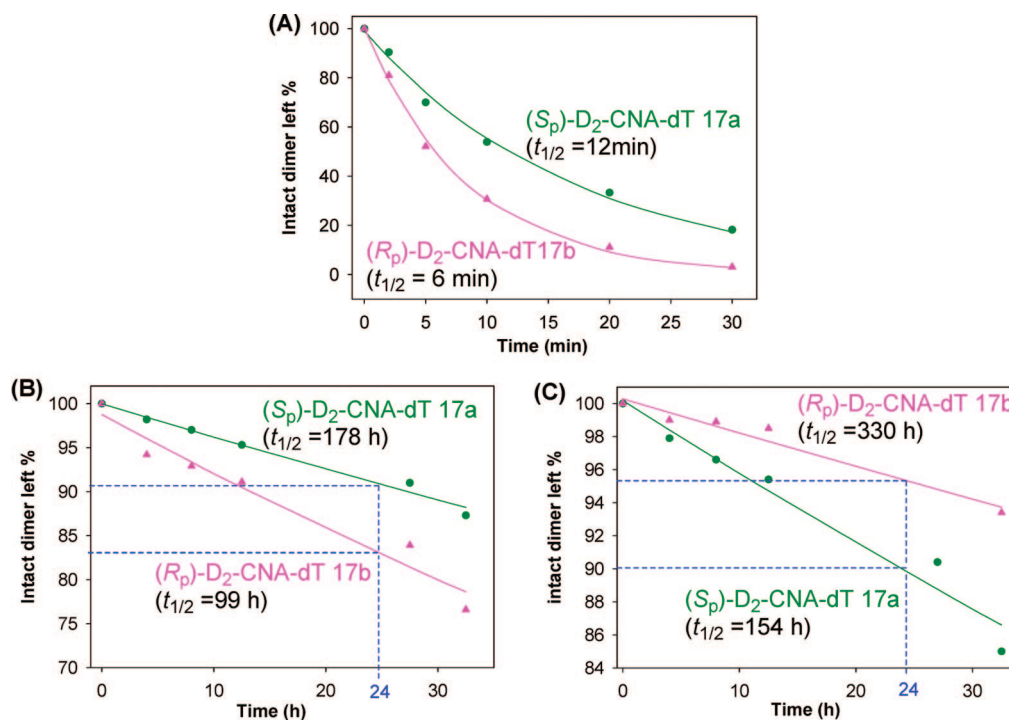 (A)
Intact dimer left %
100
80
60
40
20
0
(Sp)-D2-CNA-dT 17a
(t1/2 =12min)
(Rp)-D2-CNA-dT17b
(t1/2 = 6 min)
0
5
10
15
20
25
30
Time (min)
(B)
Intact dimer left %
100
95
90
85
80
75
70
(Sp)-D2-CNA-dT 17a
(t1/2 =178 h)
(Rp)-D2-CNA-dT 17b
(t1/2 = 99 h)
0
10
20
24
30
Time (h)
(C)
intact dimer left %
100
98
96
94
92
90
88
86
84
(Rp)-D2-CNA-dT 17b
(t1/2 =330 h)
(Sp)-D2-CNA-dT 17a
(t1/2 =154 h)
0
10
20
24
30
Time (h)